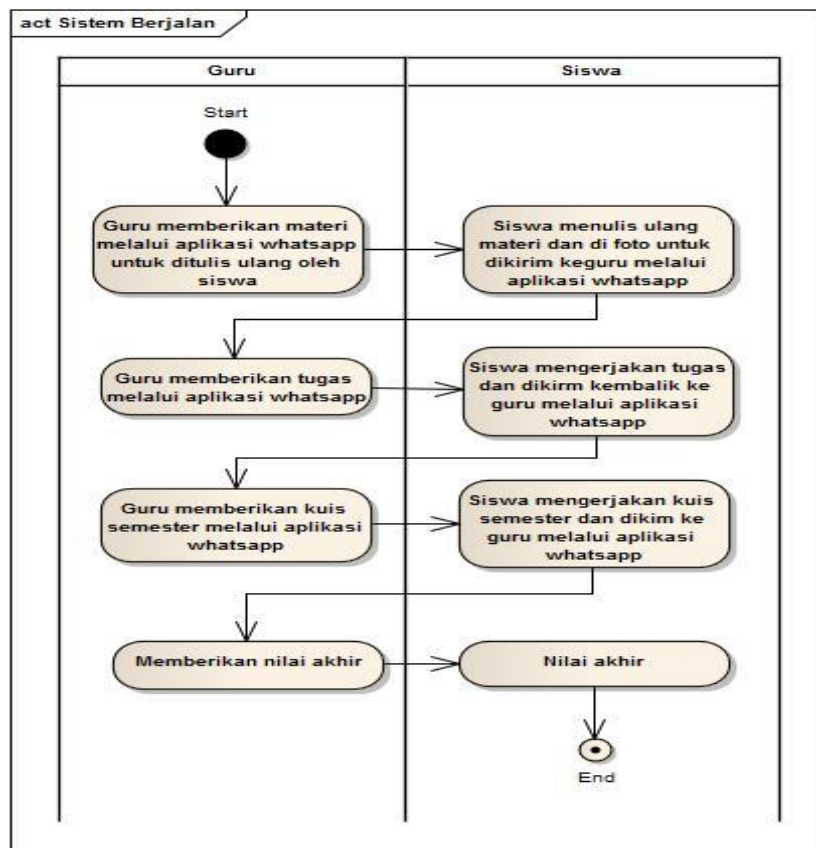 act Sistem Berjalan
Guru
Siswa
Start
Guru memberikan materi
melalui aplikasi whatsapp
untuk ditulis ulang oleh
siswa
Siswa menulis ulang
materi dan di foto untuk
dikirim keguru melalui
aplikasi whatsapp
Guru memberikan tugas
melalui aplikasi whatsapp
Siswa mengerjakan tugas
dan dikirm kembalik ke
guru melalui aplikasi
whatsapp
Guru memberikan kuis
semester melalui aplikasi
whatsapp
Siswa mengerjakan kuis
semester dan dikim ke
guru melalui aplikasi
whatsapp
Memberikan nilai akhir
Nilai akhir
End